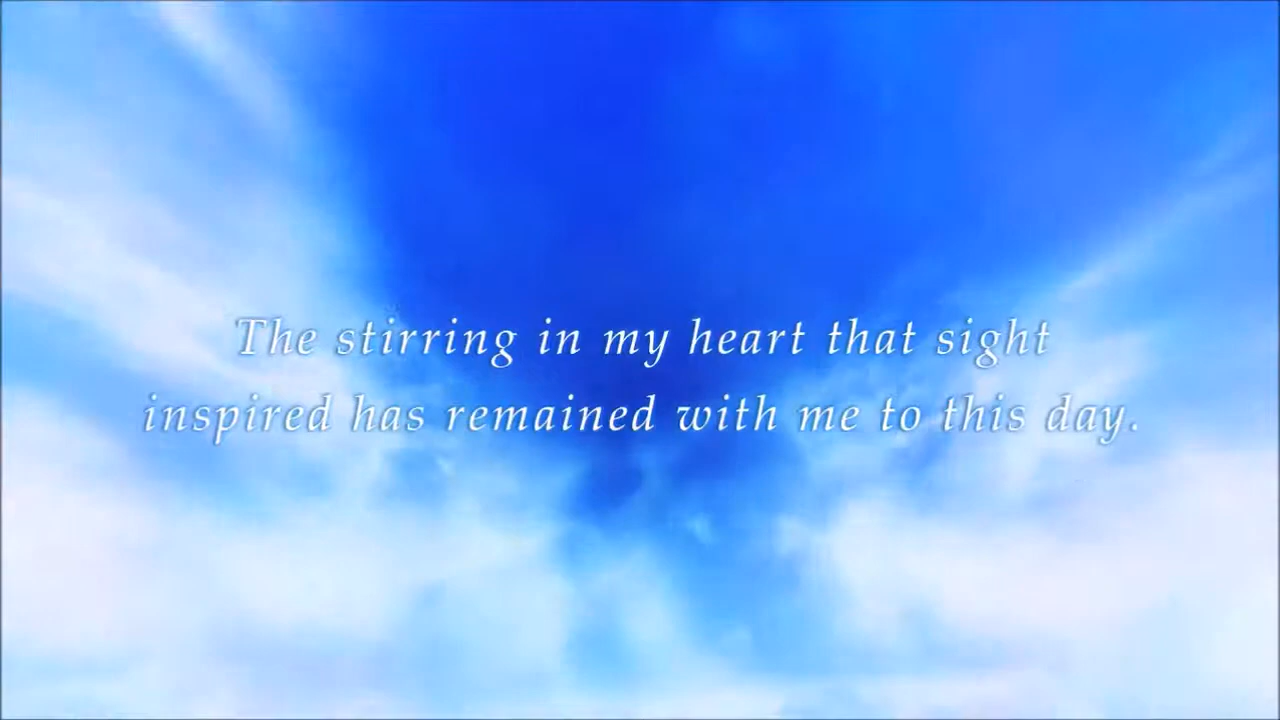 The stirring in my heart that sight
inspired has remained with me to this day.